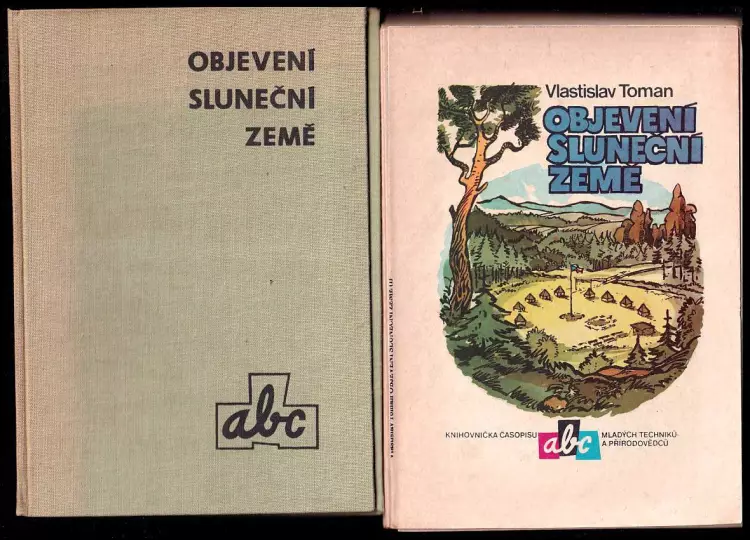 OBJEVENÍ
SLUNEČNÍ
ZEMĚ
abc
Vlastislav Toman
OBJEVENÍ
SLUNEČNÍ
ZEMĚ
KNIHOVNIČKA ČASOPISU abc MLADÝCH TECHNIKŮ
A PŘÍRODOVĚDCŮ